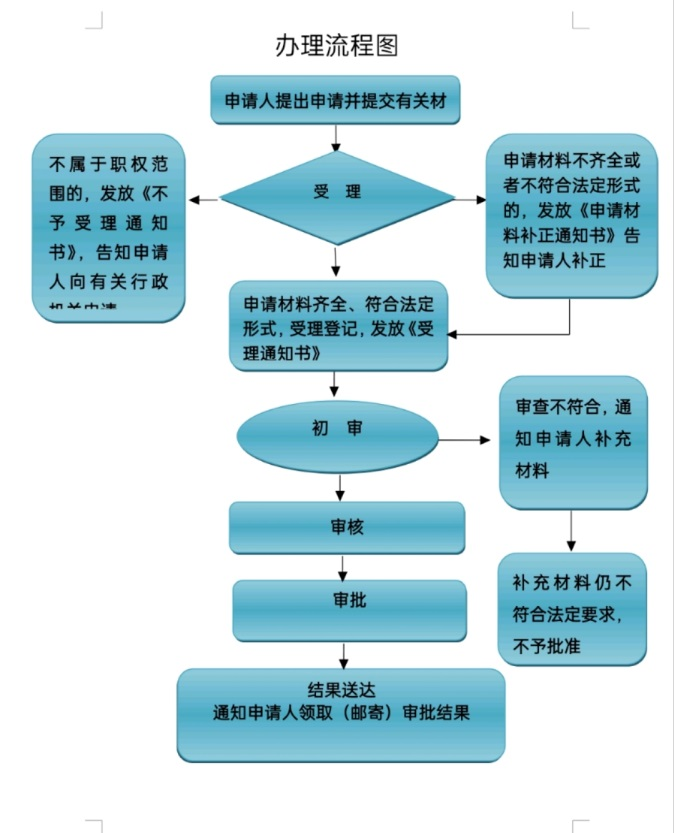 办理流程图
申请人提出申请并提交有关材
不属于职权范
围的，发放《不
予受理通知
书》，告知申请
人向有关行政
机关申请
受 理
申请材料不齐全或
者不符合法定形式
的，发放《申请材
料补正通知书》告
知申请人补正
申请材料齐全、符合法定
形式，受理登记，发放《受
理通知书》
初 审
审查不符合，通
知申请人补充
材料
审核
补充材料仍不
符合法定要求，
不予批准
审批
结果送达
通知申请人领取（邮寄）审批结果